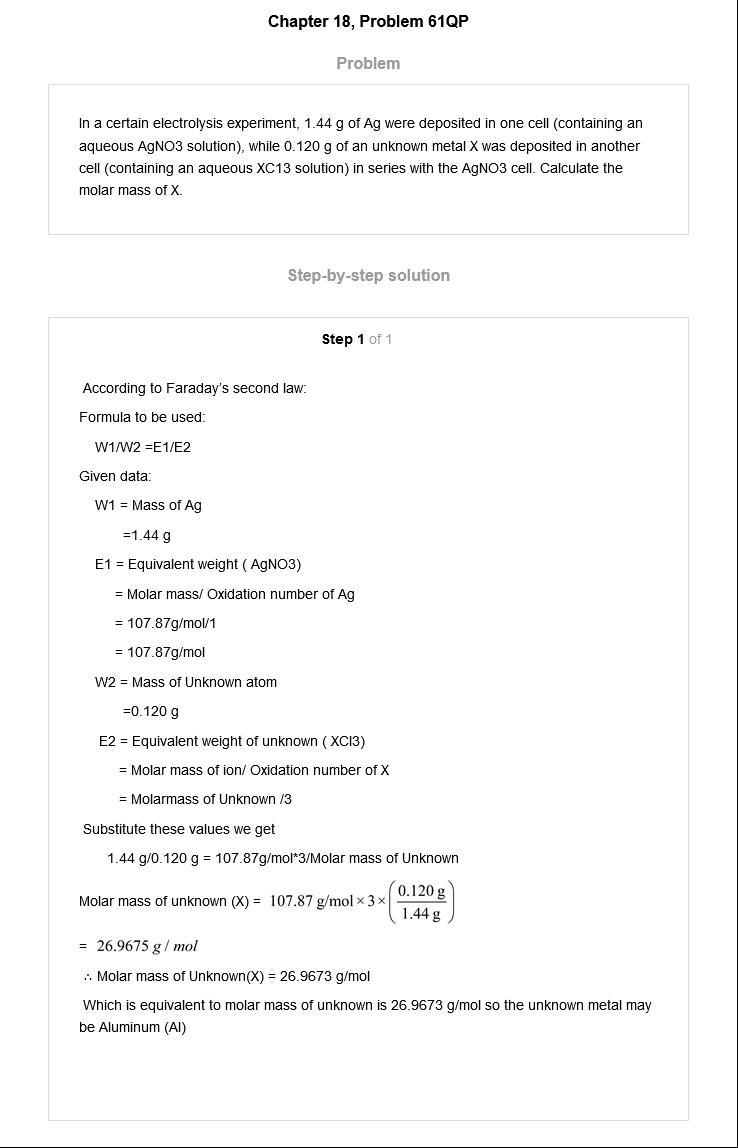 Chapter 18, Problem 61QP
Problem
In a certain electrolysis experiment, 1.44 g of Ag were deposited in one cell (containing an
aqueous AgNO3 solution), while 0.120 g of an unknown metal X was deposited in another
cell (containing an aqueous XC13 solution) in series with the AgNO3 cell. Calculate the
molar mass of X.
Step-by-step solution
Step 1 of 1
According to Faraday's second law:
Formula to be used:
W1/W2 =E1/E2
Given data:
W1 = Mass of Ag
=1.44 g
E1 = Equivalent weight ( AgNO3)
= Molar mass/ Oxidation number of Ag
= 107.87g/mol/1
= 107.87g/mol
W2 = Mass of Unknown atom
=0.120 g
E2 = Equivalent weight of unknown ( XCl3)
= Molar mass of ion/ Oxidation number of X
= Molarmass of Unknown /3
Substitute these values we get
1.44 g/0.120 g = 107.87g/mol*3/Molar mass of Unknown
Molar mass of unknown (X) = 107.87 g/mol × 3 × (0.120 g / 1.44 g)
= 26.9675 g / mol
∴ Molar mass of Unknown(X) = 26.9673 g/mol
Which is equivalent to molar mass of unknown is 26.9673 g/mol so the unknown metal may
be Aluminum (Al)